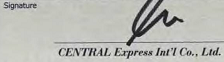 Signature
CENTRAL Express Int'l Co., Ltd.